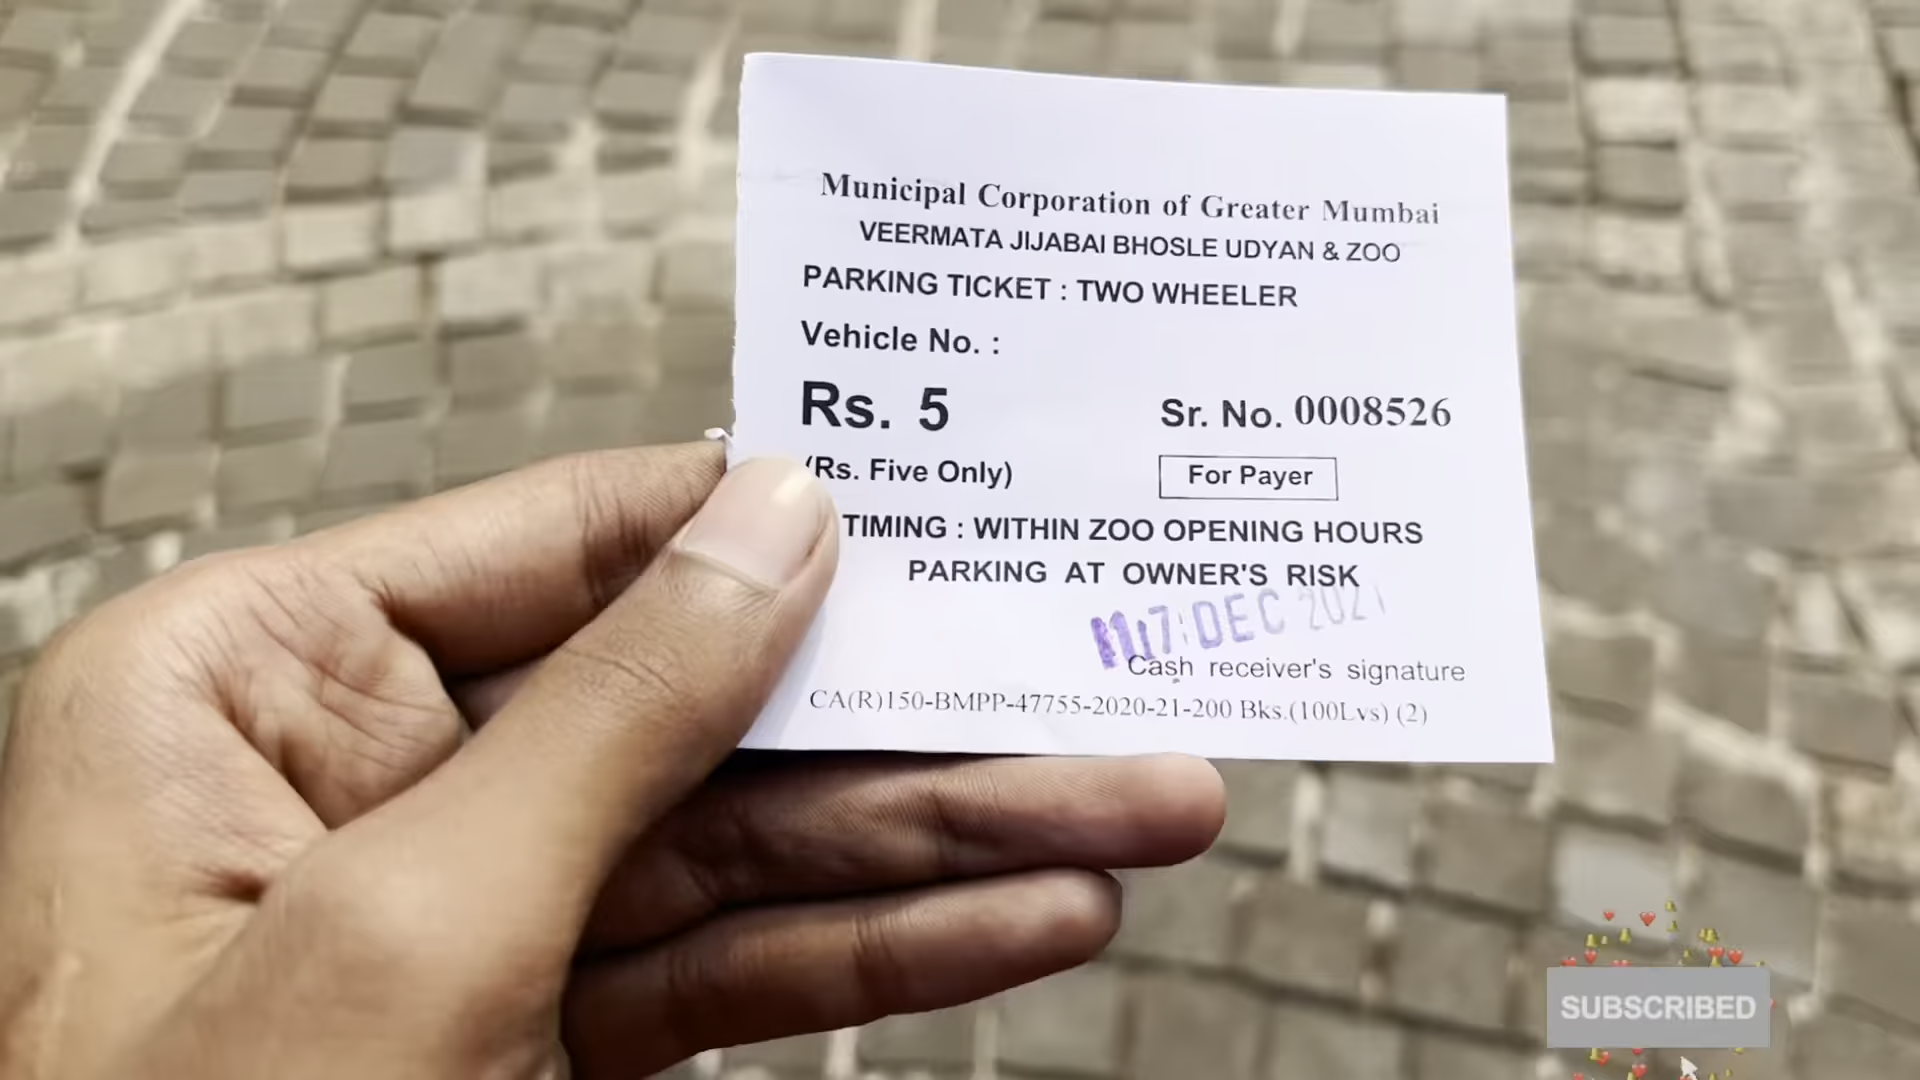 Municipal Corporation of Greater Mumbai
VEERMATA JIJABAI BHOSLE UDYAN & ZOO
PARKING TICKET : TWO WHEELER
Vehicle No. :
Rs. 5
Sr. No. 0008526
(Rs. Five Only)
For Payer
TIMING : WITHIN ZOO OPENING HOURS
PARKING AT OWNER'S RISK
17 DEC 2021
Cash receiver's signature
CA(R)150-BMPP-47755-2020-21-200 Bks.(100Lvs) (2)
SUBSCRIBED